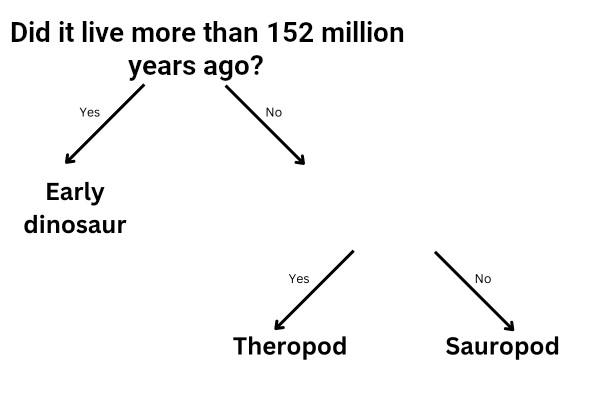 Did it live more than 152 million
years ago?
Yes
No
Early
dinosaur
Yes
No
Theropod
Sauropod